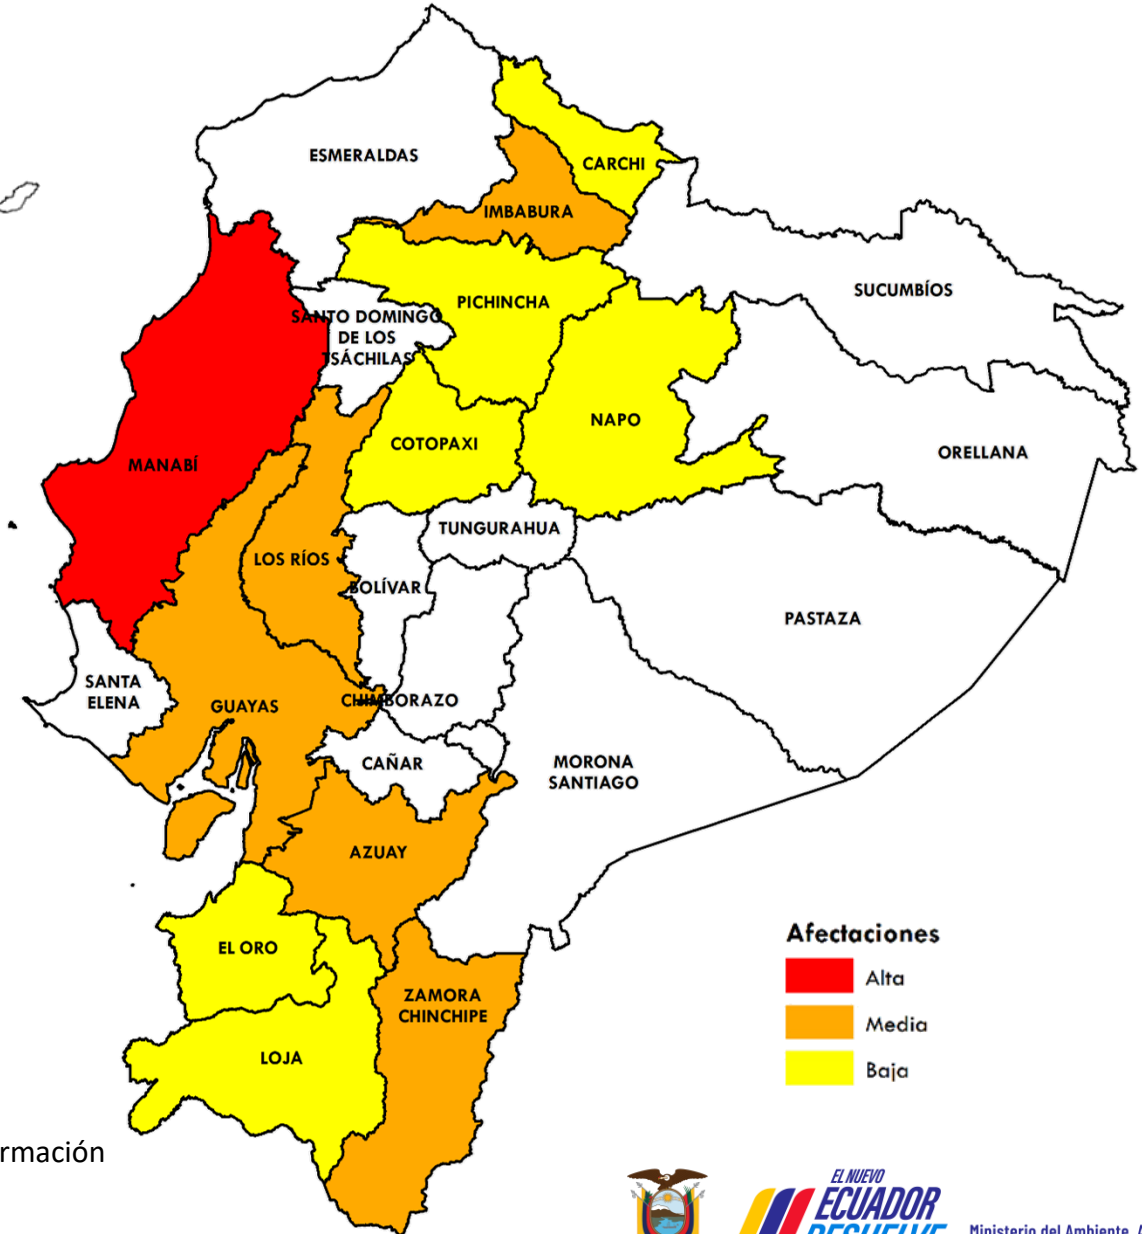 ESMERALDAS
CARCHI
IMBABURA
SUCUMBÍOS
PICHINCHA
SANTO DOMINGO
DE LOS
TSÁCHILAS
NAPO
COTOPAXI
ORELLANA
MANABÍ
TUNGURAHUA
LOS RÍOS
BOLÍVAR
PASTAZA
SANTA
ELENA
GUAYAS
CHIMBORAZO
CAÑAR
MORONA
SANTIAGO
AZUAY
EL ORO
ZAMORA
CHINCHIPE
LOJA
Afectaciones
Alta
Media
Baja
rmación
EL NUEVO
ECUADOR
RESUELVE
Ministerio del Ambiente, A